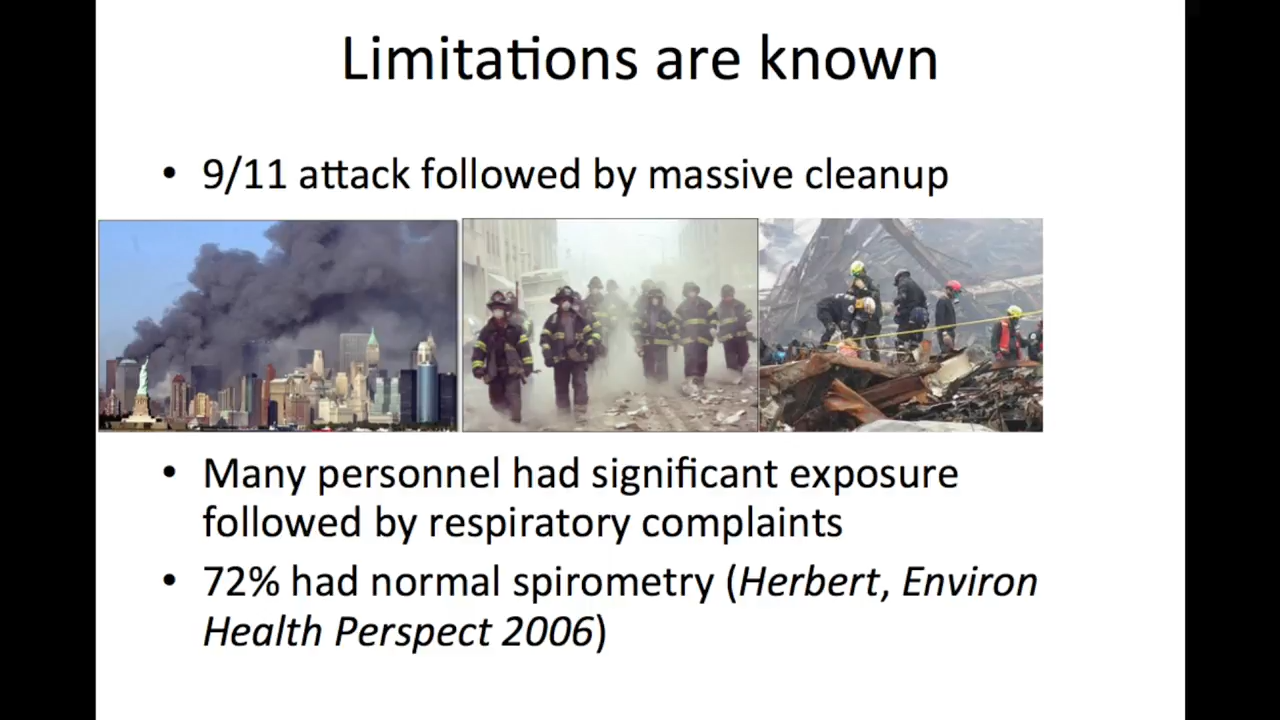 Limitations are known
• 9/11 attack followed by massive cleanup
• Many personnel had significant exposure
followed by respiratory complaints
• 72% had normal spirometry (Herbert, Environ
Health Perspect 2006)